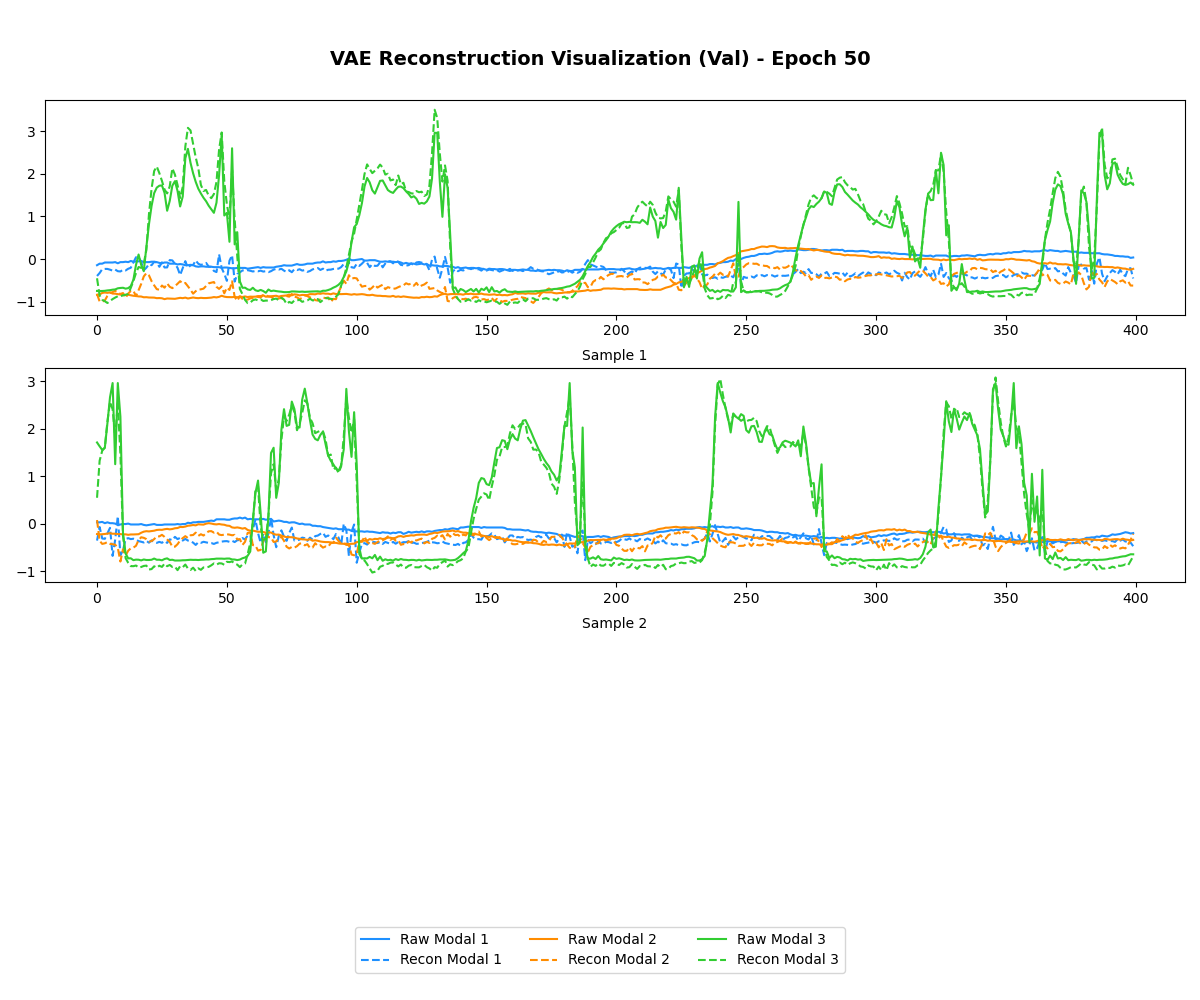 VAE Reconstruction Visualization (Val) - Epoch 50
3
2
1
0
−1
0 50 100 150 200 250 300 350 400
Sample 1
3
2
1
0
−1
0 50 100 150 200 250 300 350 400
Sample 2
Raw Modal 1 Raw Modal 2 Raw Modal 3
Recon Modal 1 Recon Modal 2 Recon Modal 3